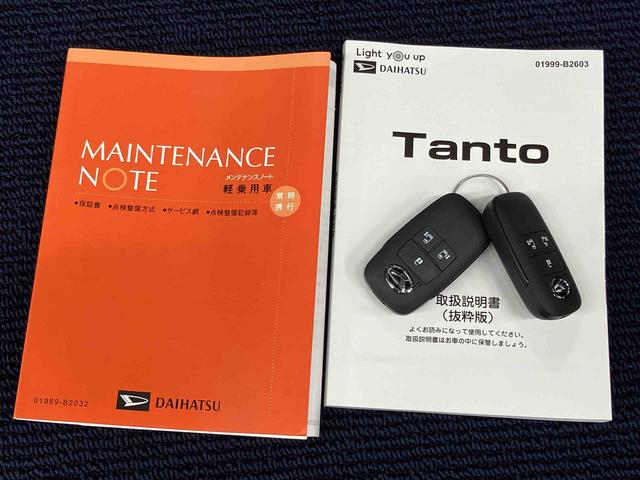 MAINTENANCE
NOTE
メンテナンスノート
軽乗用車
常時
携行
•保証書 •点検整備方式 •サービス網 •点検整備記録簿
01989-B2032
DAIHATSU
Light you up
DAIHATSU
01999-B2603
Tanto
取扱説明書
（抜粋版）
よくお読みになって使用してください。
取扱説明書はお車の中に保管しましょう。